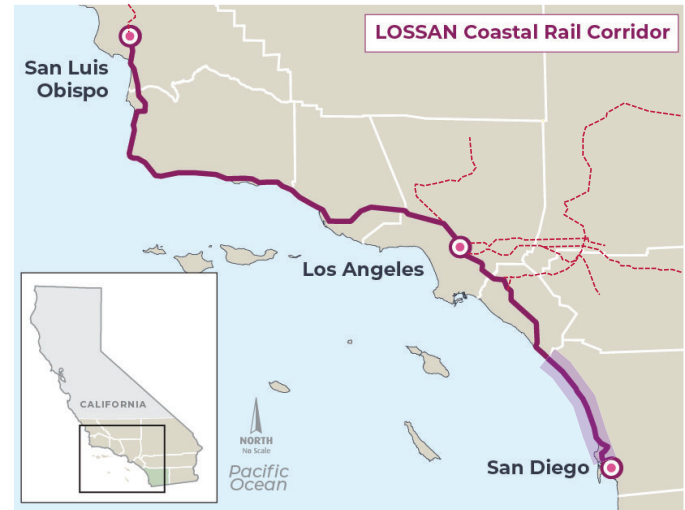 LOSSAN Coastal Rail Corridor
San Luis
Obispo
Los Angeles
CALIFORNIA
NORTH
No Scale
Pacific
Ocean
San Diego